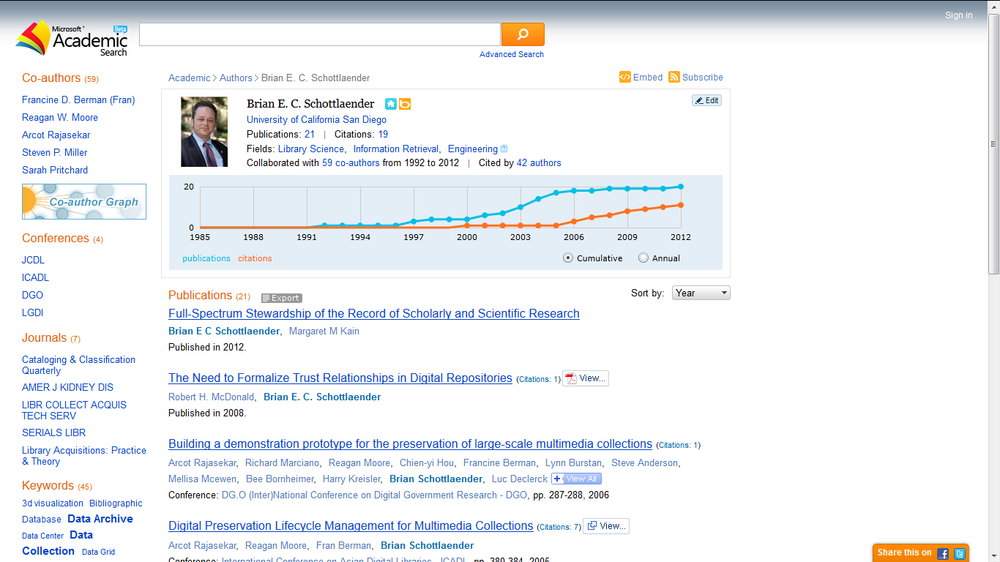 Sign in
Microsoft® Academic Search Beta
Advanced Search
Co-authors (59)
Francine D. Berman (Fran)
Reagan W. Moore
Arcot Rajasekar
Steven P. Miller
Sarah Pritchard
Co-author Graph
Conferences (4)
JCDL
ICADL
DGO
LGDI
Journals (7)
Cataloging & Classification
Quarterly
AMER J KIDNEY DIS
LIBR COLLECT ACQUIS
TECH SERV
SERIALS LIBR
Library Acquisitions: Practice
& Theory
Keywords (45)
3d visualization Bibliographic
Database Data Archive
Data Center Data
Collection Data Grid
Academic > Authors > Brian E. C. Schottlaender
Embed Subscribe
Brian E. C. Schottlaender
Edit
University of California San Diego
Publications: 21 | Citations: 19
Fields: Library Science, Information Retrieval, Engineering ?
Collaborated with 59 co-authors from 1992 to 2012 | Cited by 42 authors
20
0
1985 1988 1991 1994 1997 2000 2003 2006 2009 2012
publications citations
Cumulative Annual
Publications (21) Export
Sort by: Year
Full-Spectrum Stewardship of the Record of Scholarly and Scientific Research
Brian E C Schottlaender, Margaret M Kain
Published in 2012.
The Need to Formalize Trust Relationships in Digital Repositories (Citations: 1) View...
Robert H. McDonald, Brian E. C. Schottlaender
Published in 2008.
Building a demonstration prototype for the preservation of large-scale multimedia collections (Citations: 1)
Arcot Rajasekar, Richard Marciano, Reagan Moore, Chien-yi Hou, Francine Berman, Lynn Burstan, Steve Anderson,
Mellisa Mcewen, Bee Bornheimer, Harry Kreisler, Brian Schottlaender, Luc Declerck + View All
Conference: DG.O (Inter)National Conference on Digital Government Research - DGO, pp. 287-288, 2006
Digital Preservation Lifecycle Management for Multimedia Collections (Citations: 7) View...
Arcot Rajasekar, Reagan Moore, Fran Berman, Brian Schottlaender
Conference: International Conference on Asian Digital Libraries - ICADL, pp. 380-384, 2005
Share this on